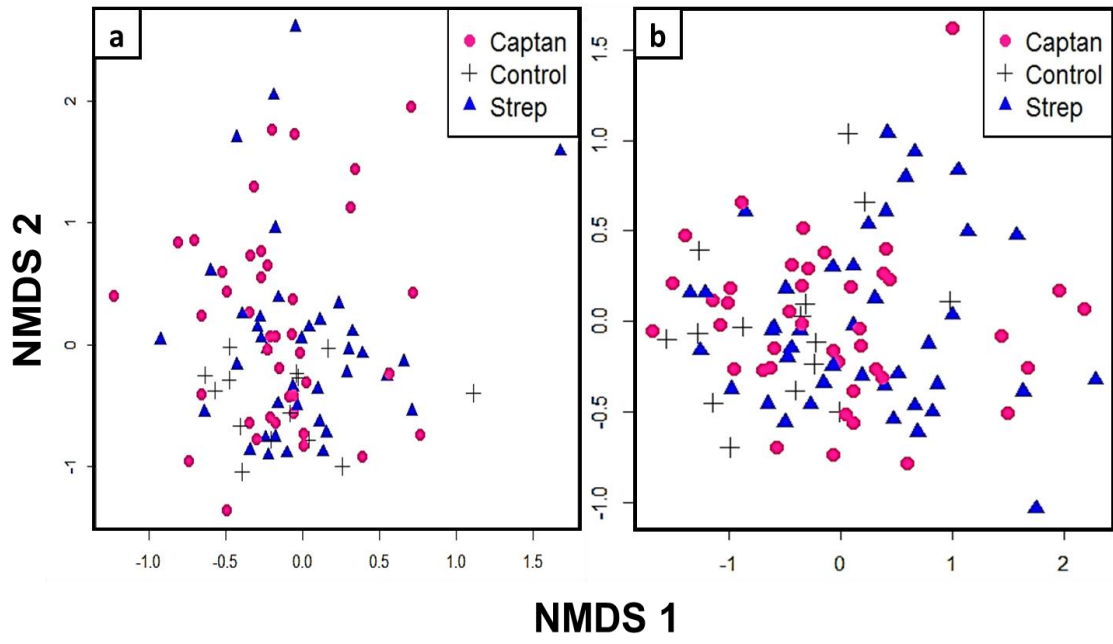 a
Captan
Control
Strep
2
1
0
-1
-1.0 -0.5 0.0 0.5 1.0 1.5
b
Captan
Control
Strep
1.5
1.0
0.5
0.0
-0.5
-1.0
-1 0 1 2
NMDS 2
NMDS 1